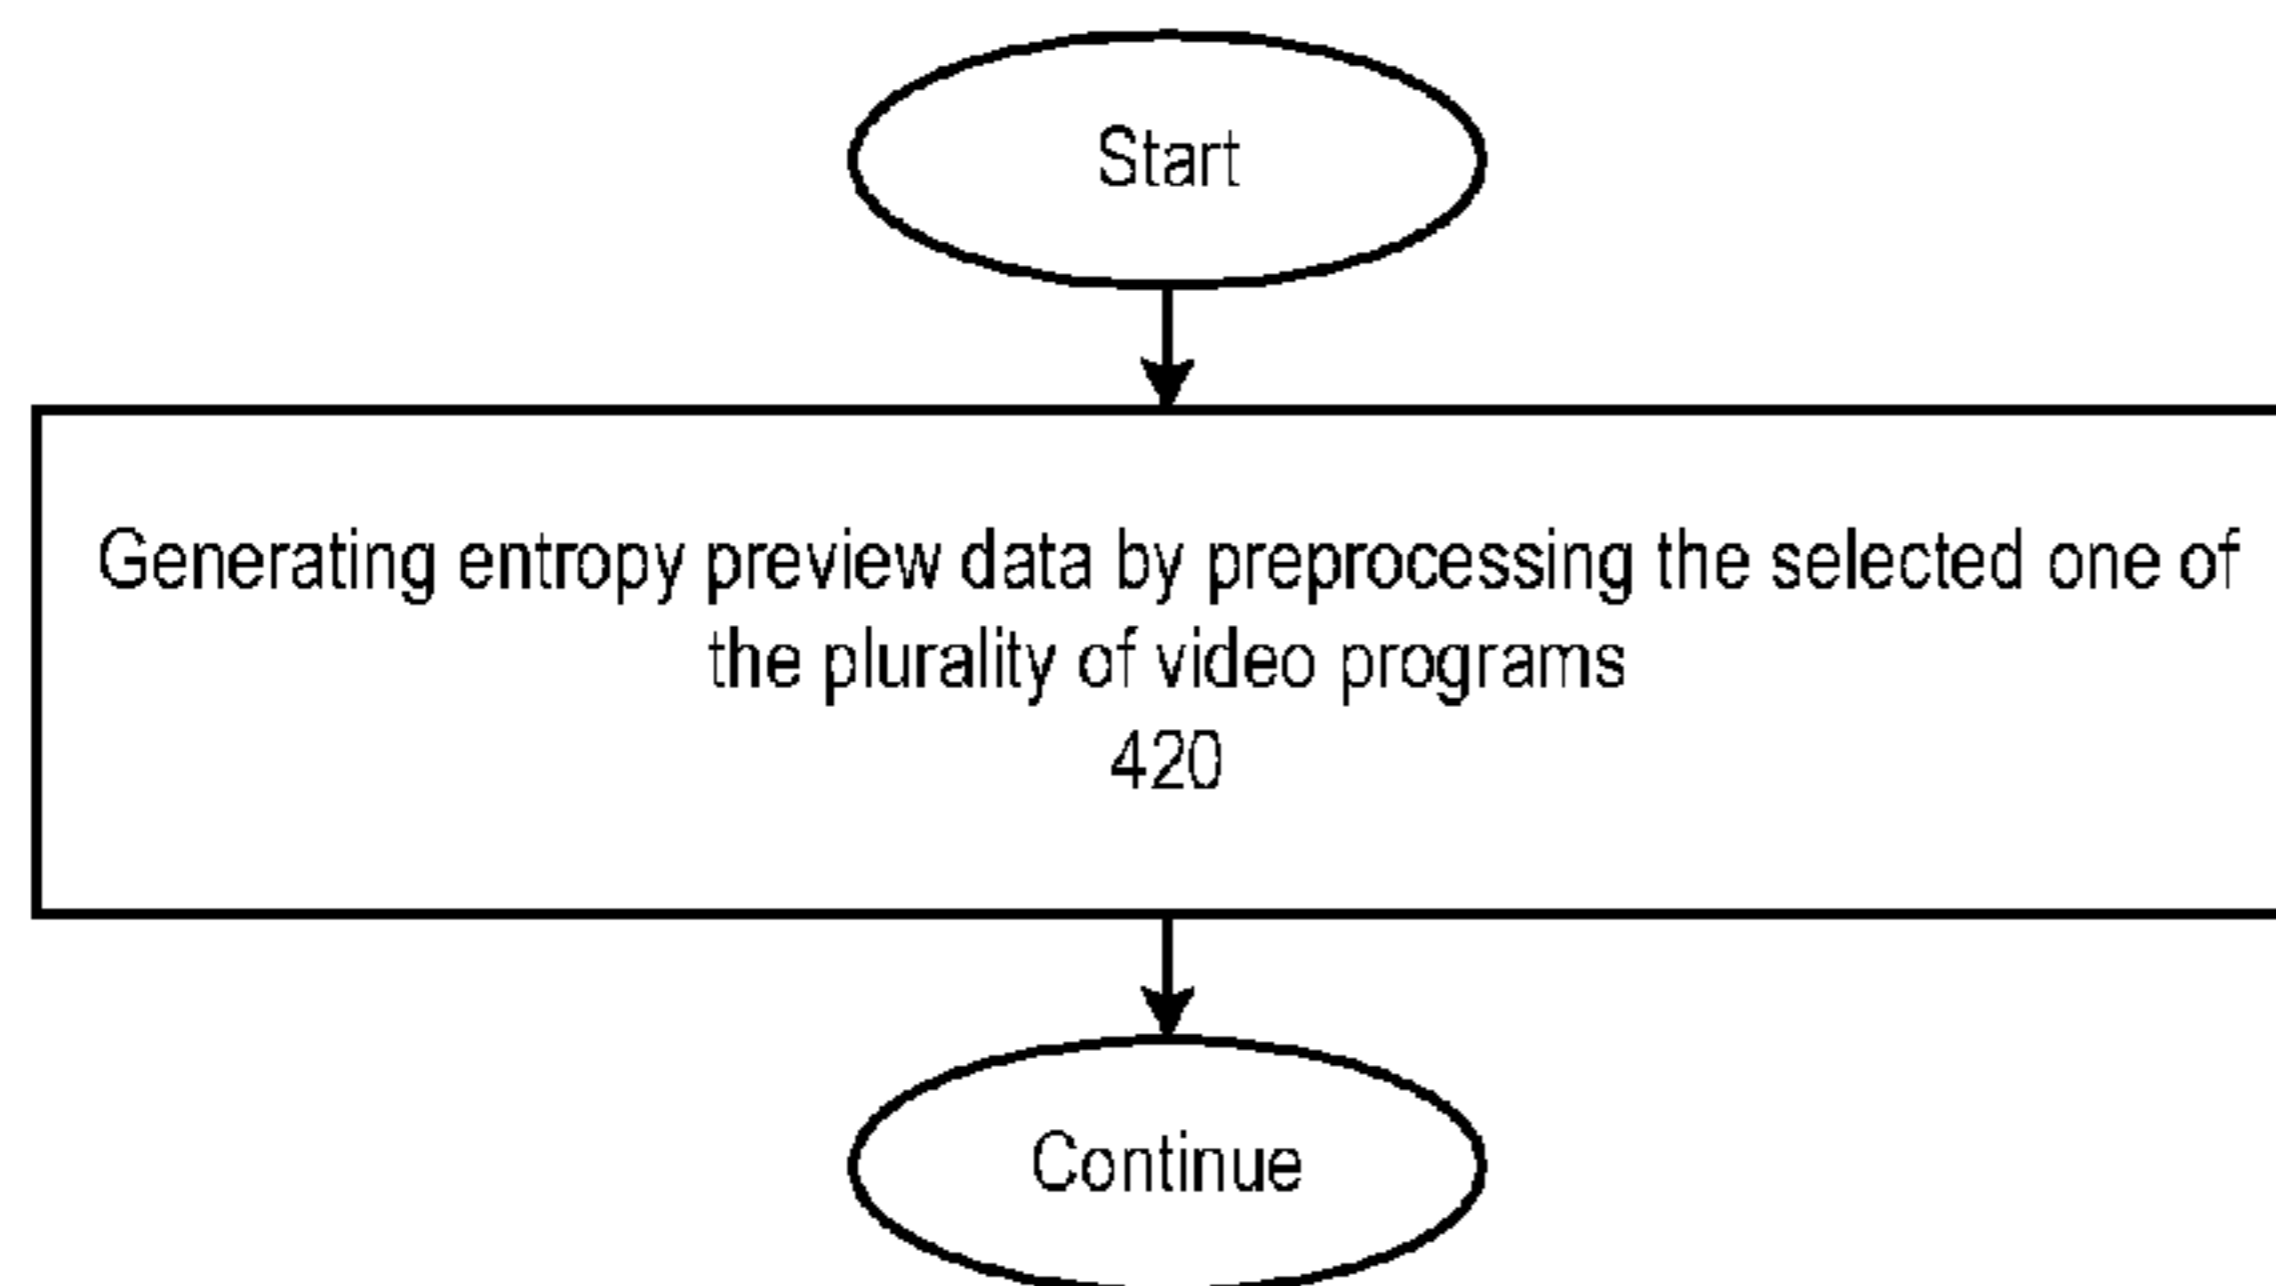 Start
Generating entropy preview data by preprocessing the selected one of
the plurality of video programs
420
Continue